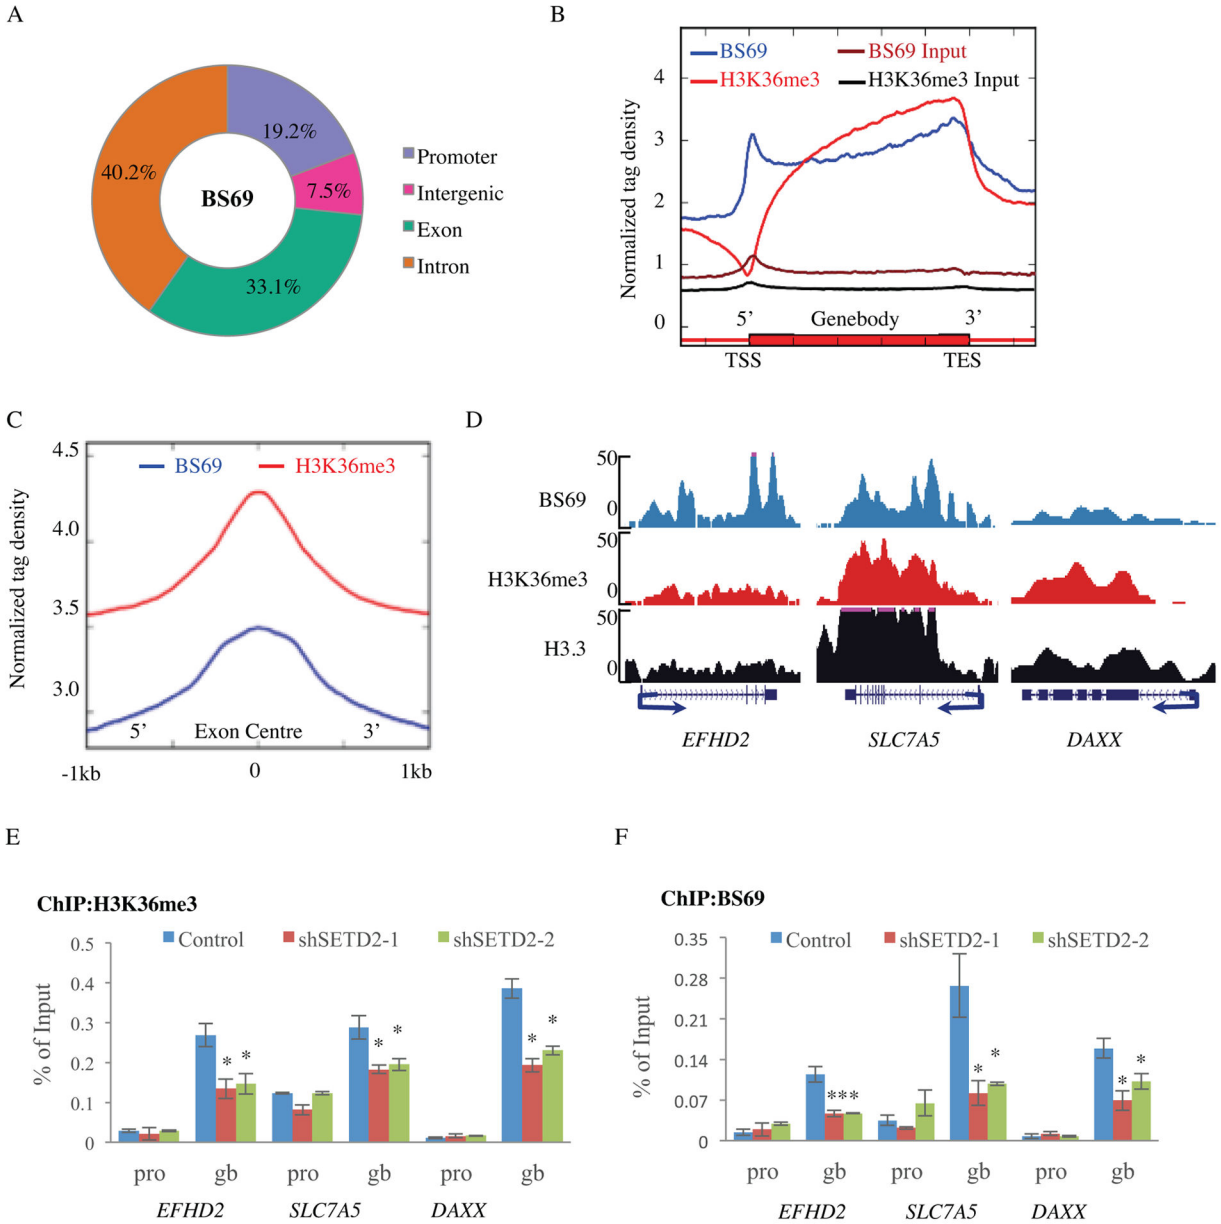 A
19.2%
7.5%
33.1%
40.2%
BS69
Promoter
Intergenic
Exon
Intron
B
BS69
BS69 Input
H3K36me3
H3K36me3 Input
Normalized tag density
4
3
2
1
0
5’
Genebody
3’
TSS
TES
C
BS69
H3K36me3
Normalized tag density
4.5
4.0
3.5
3.0
5’
Exon Centre
3’
-1kb
0
1kb
D
BS69
50
0
H3K36me3
50
0
H3.3
50
0
EFHD2
SLC7A5
DAXX
E
ChIP:H3K36me3
Control
shSETD2-1
shSETD2-2
% of Input
0.5
0.4
0.3
0.2
0.1
0
* *
* *
* *
pro gb pro gb pro gb
EFHD2 SLC7A5 DAXX
F
ChIP:BS69
Control
shSETD2-1
shSETD2-2
% of Input
0.35
0.28
0.21
0.14
0.07
0
***
* *
* *
pro gb pro gb pro gb
EFHD2 SLC7A5 DAXX